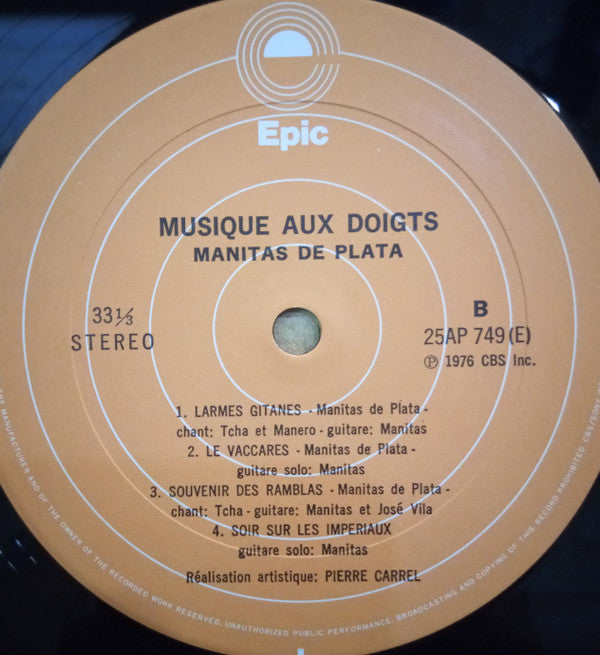 Epic
MUSIQUE AUX DOIGTS
MANITAS DE PLATA
33⅓
STEREO
B
25AP 749(E)
Ⓟ 1976 CBS Inc.
1. LARMES GITANES - Manitas de Plata -
chant: Tcha et Manero - guitare: Manitas
2. LE VACCARES - Manitas de Plata -
guitare solo: Manitas
3. SOUVENIR DES RAMBLAS - Manitas de Plata -
chant: Tcha - guitare: Manitas et José Vila
4. SOIR SUR LES IMPERIAUX
guitare solo: Manitas
Réalisation artistique: PIERRE CARREL
THE MANUFACTURER AND OF THE OWNER OF THE RECORDED WORK RESERVED. UNAUTHORIZED PUBLIC PERFORMANCE, BROADCASTING AND COPYING OF THIS RECORD PROHIBITED CBS/SONY